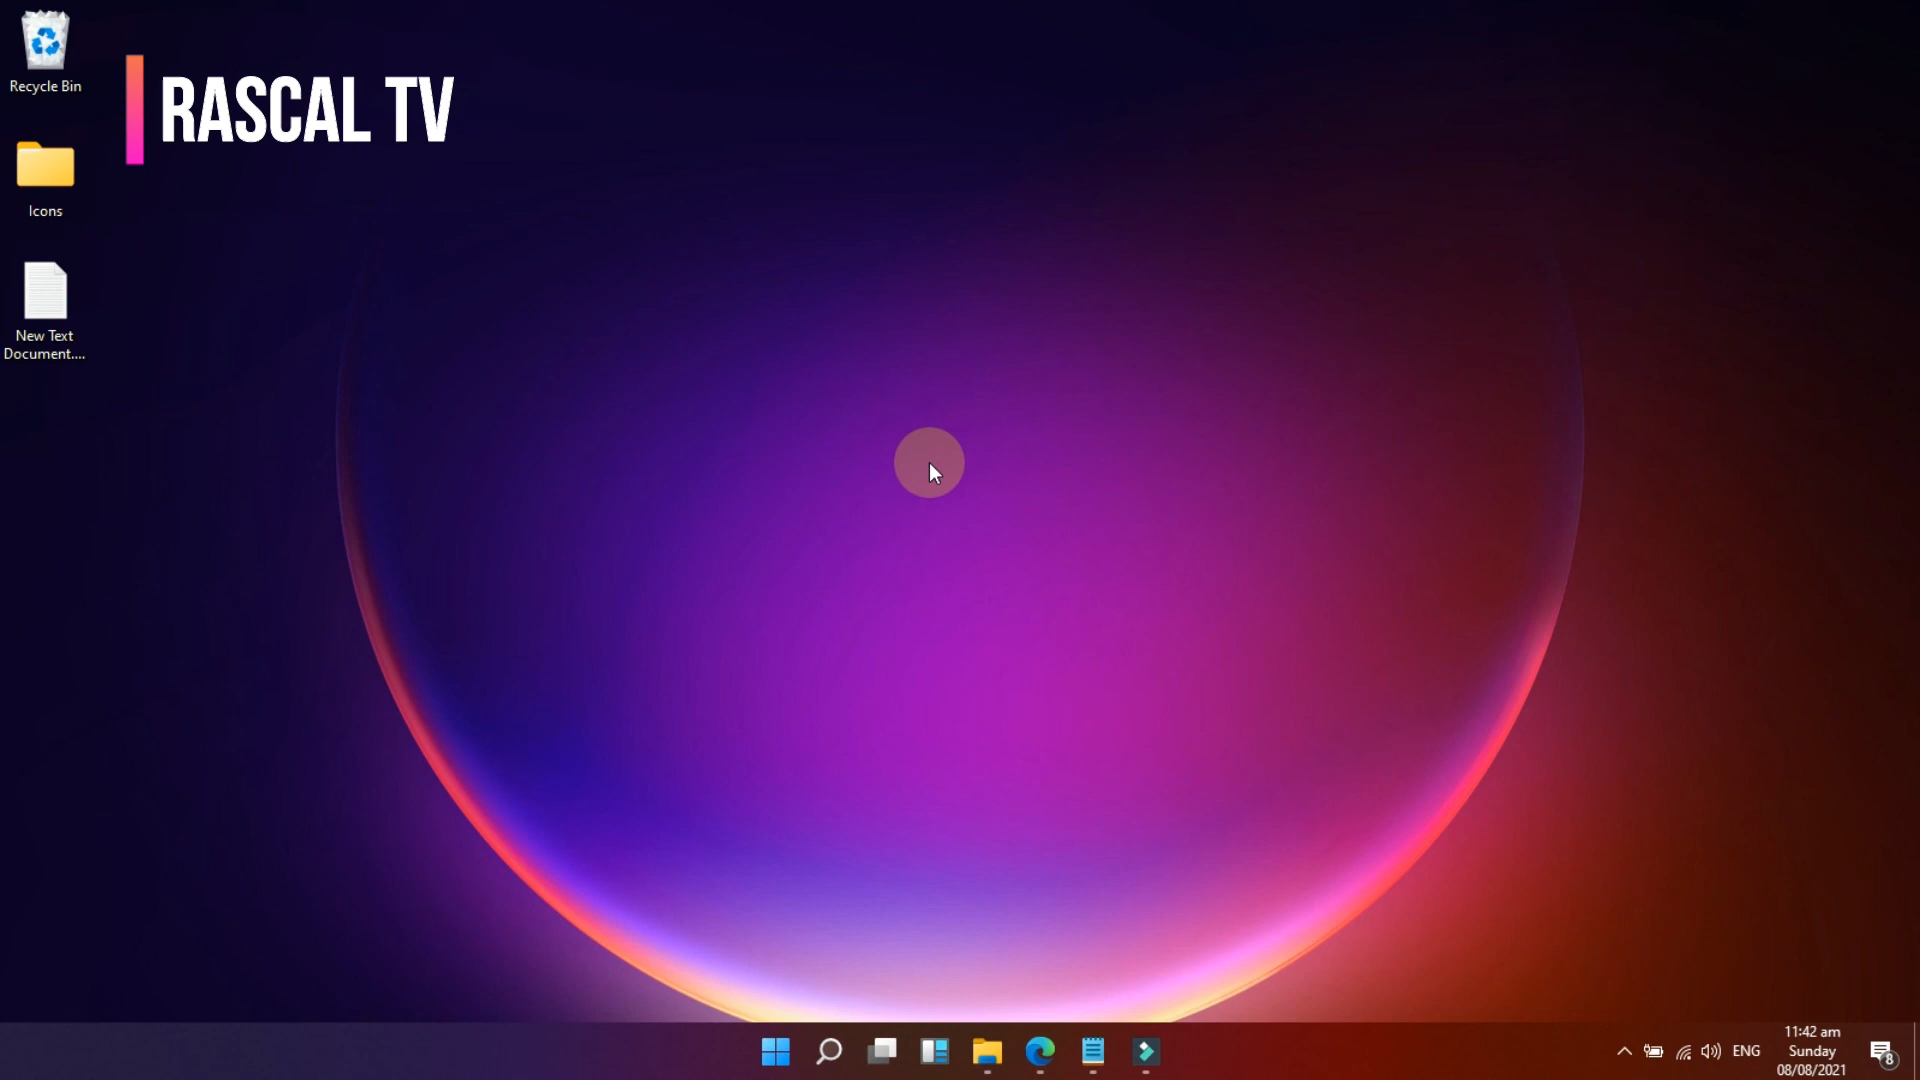 Recycle Bin
RASCAL TV
Icons
New Text
Document....
ENG
11:42 am
Sunday
08/08/2021
8